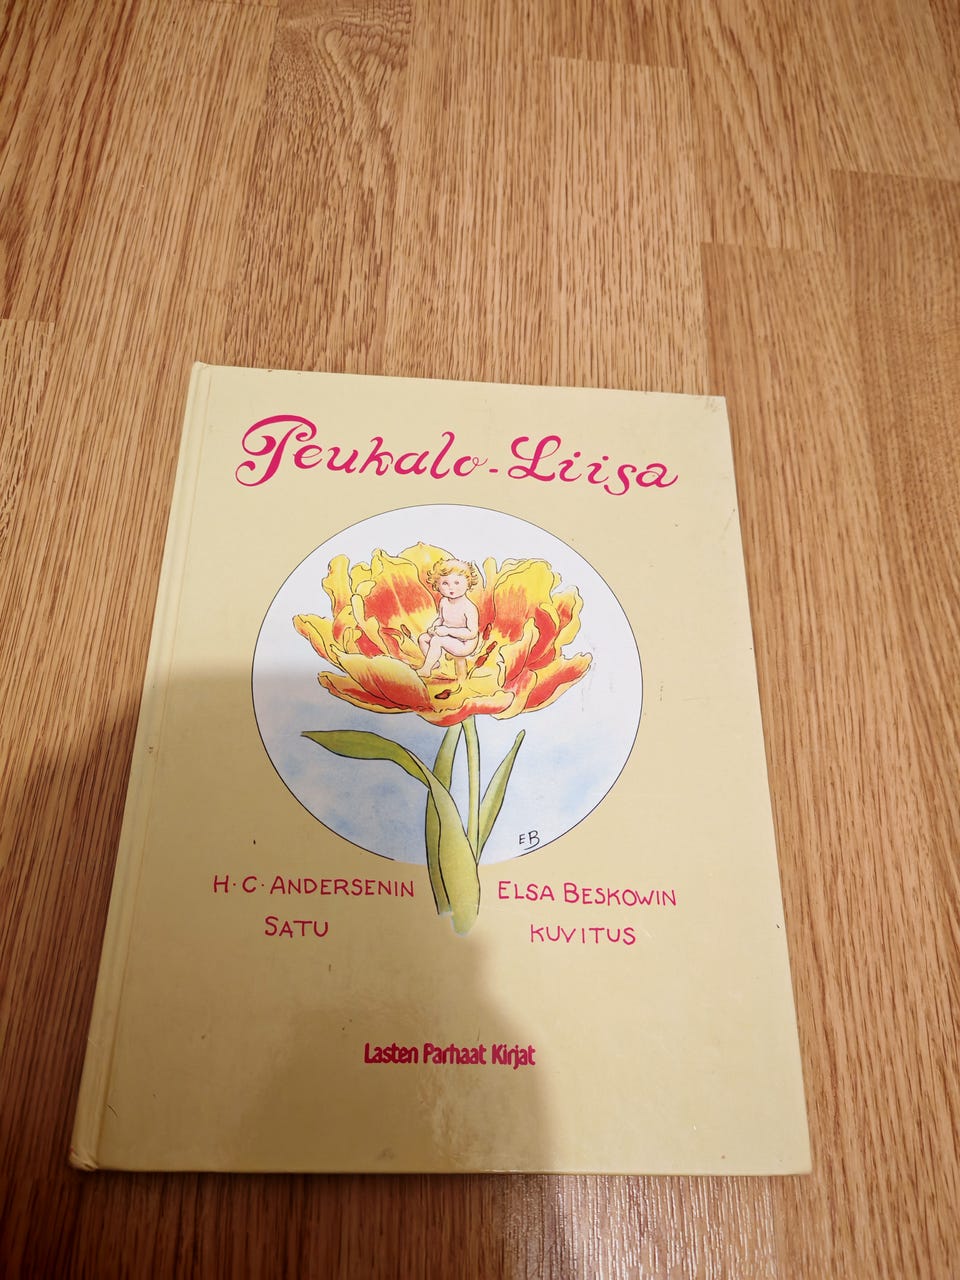 Peukalo-Liisa
EB
H·C·ANDERSENIN
SATU
ELSA BESKOWIN
KUVITUS
Lasten Parhaat Kirjat